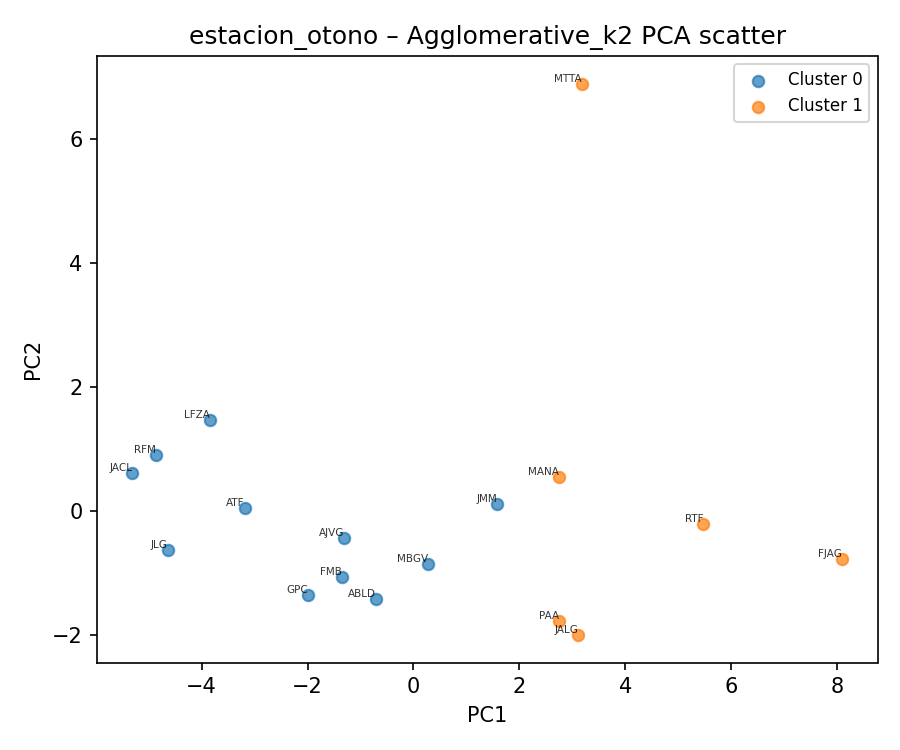 estacion_otono – Agglomerative_k2 PCA scatter
Cluster 0
Cluster 1
MTTA
LFZA
RFM
JACL
ATF
JLG
AJVG
FMB
GPC
ABLD
MBGV
JMM
MANA
RTF
FJAG
PAA
JALG
6
4
2
0
−2
PC2
−4
−2
0
2
4
6
8
PC1